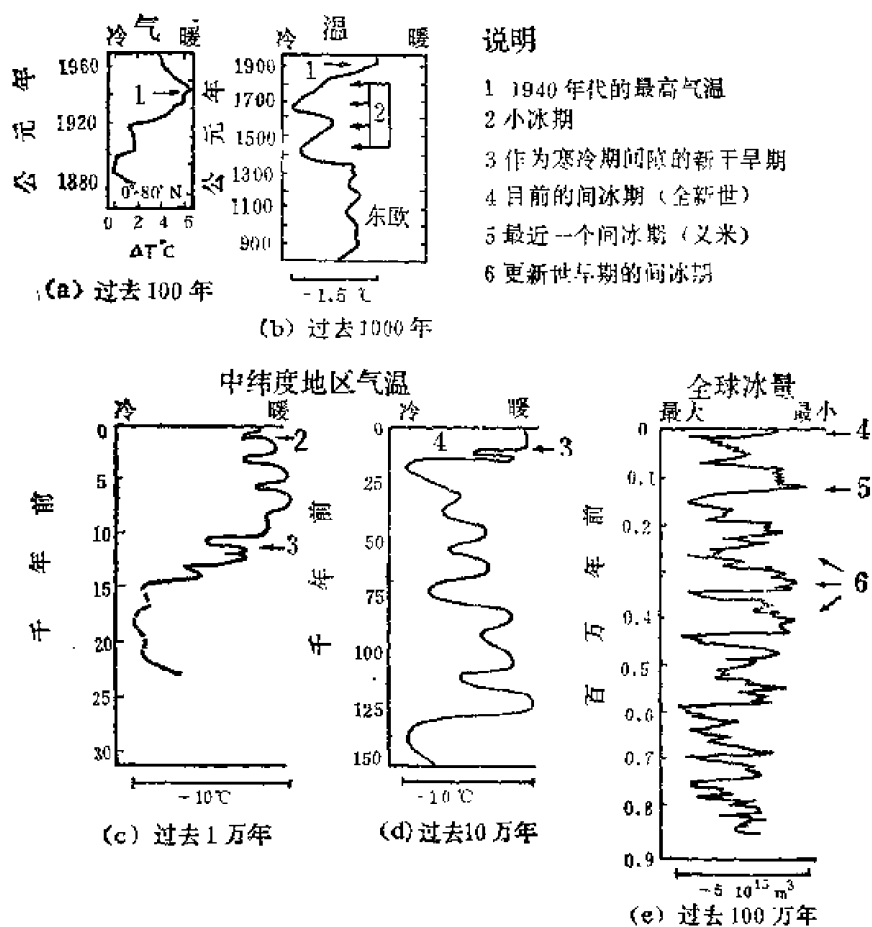 气 温
冷 暖 冷 暖
公元年
1960
1920
1880
1
0°-80°N
0 2 4 6
ΔT°C
(a) 过去100年
公元年
1900
1700
1500
1300
1100
900
1
2
东欧
~1.5℃
(b) 过去1000年
说明
1 1940年代的最高气温
2 小冰期
3 作为寒冷期间隙的新干旱期
4 目前的间冰期（全新世）
5 最近一个间冰期（义米）
6 更新世早期的间冰期
中纬度地区气温
冷 暖
千年前
0
5
10
15
20
25
30
2
3
~10℃
(c) 过去1万年
冷 暖
千年前
0
25
50
75
100
125
150
4
3
~10℃
(d) 过去10万年
全球冰量
最大 最小
百万年前
0
0.1
0.2
0.4
0.5
0.6
0.7
0.8
0.9
4
5
6
~5 10¹⁵m³
(e) 过去100万年